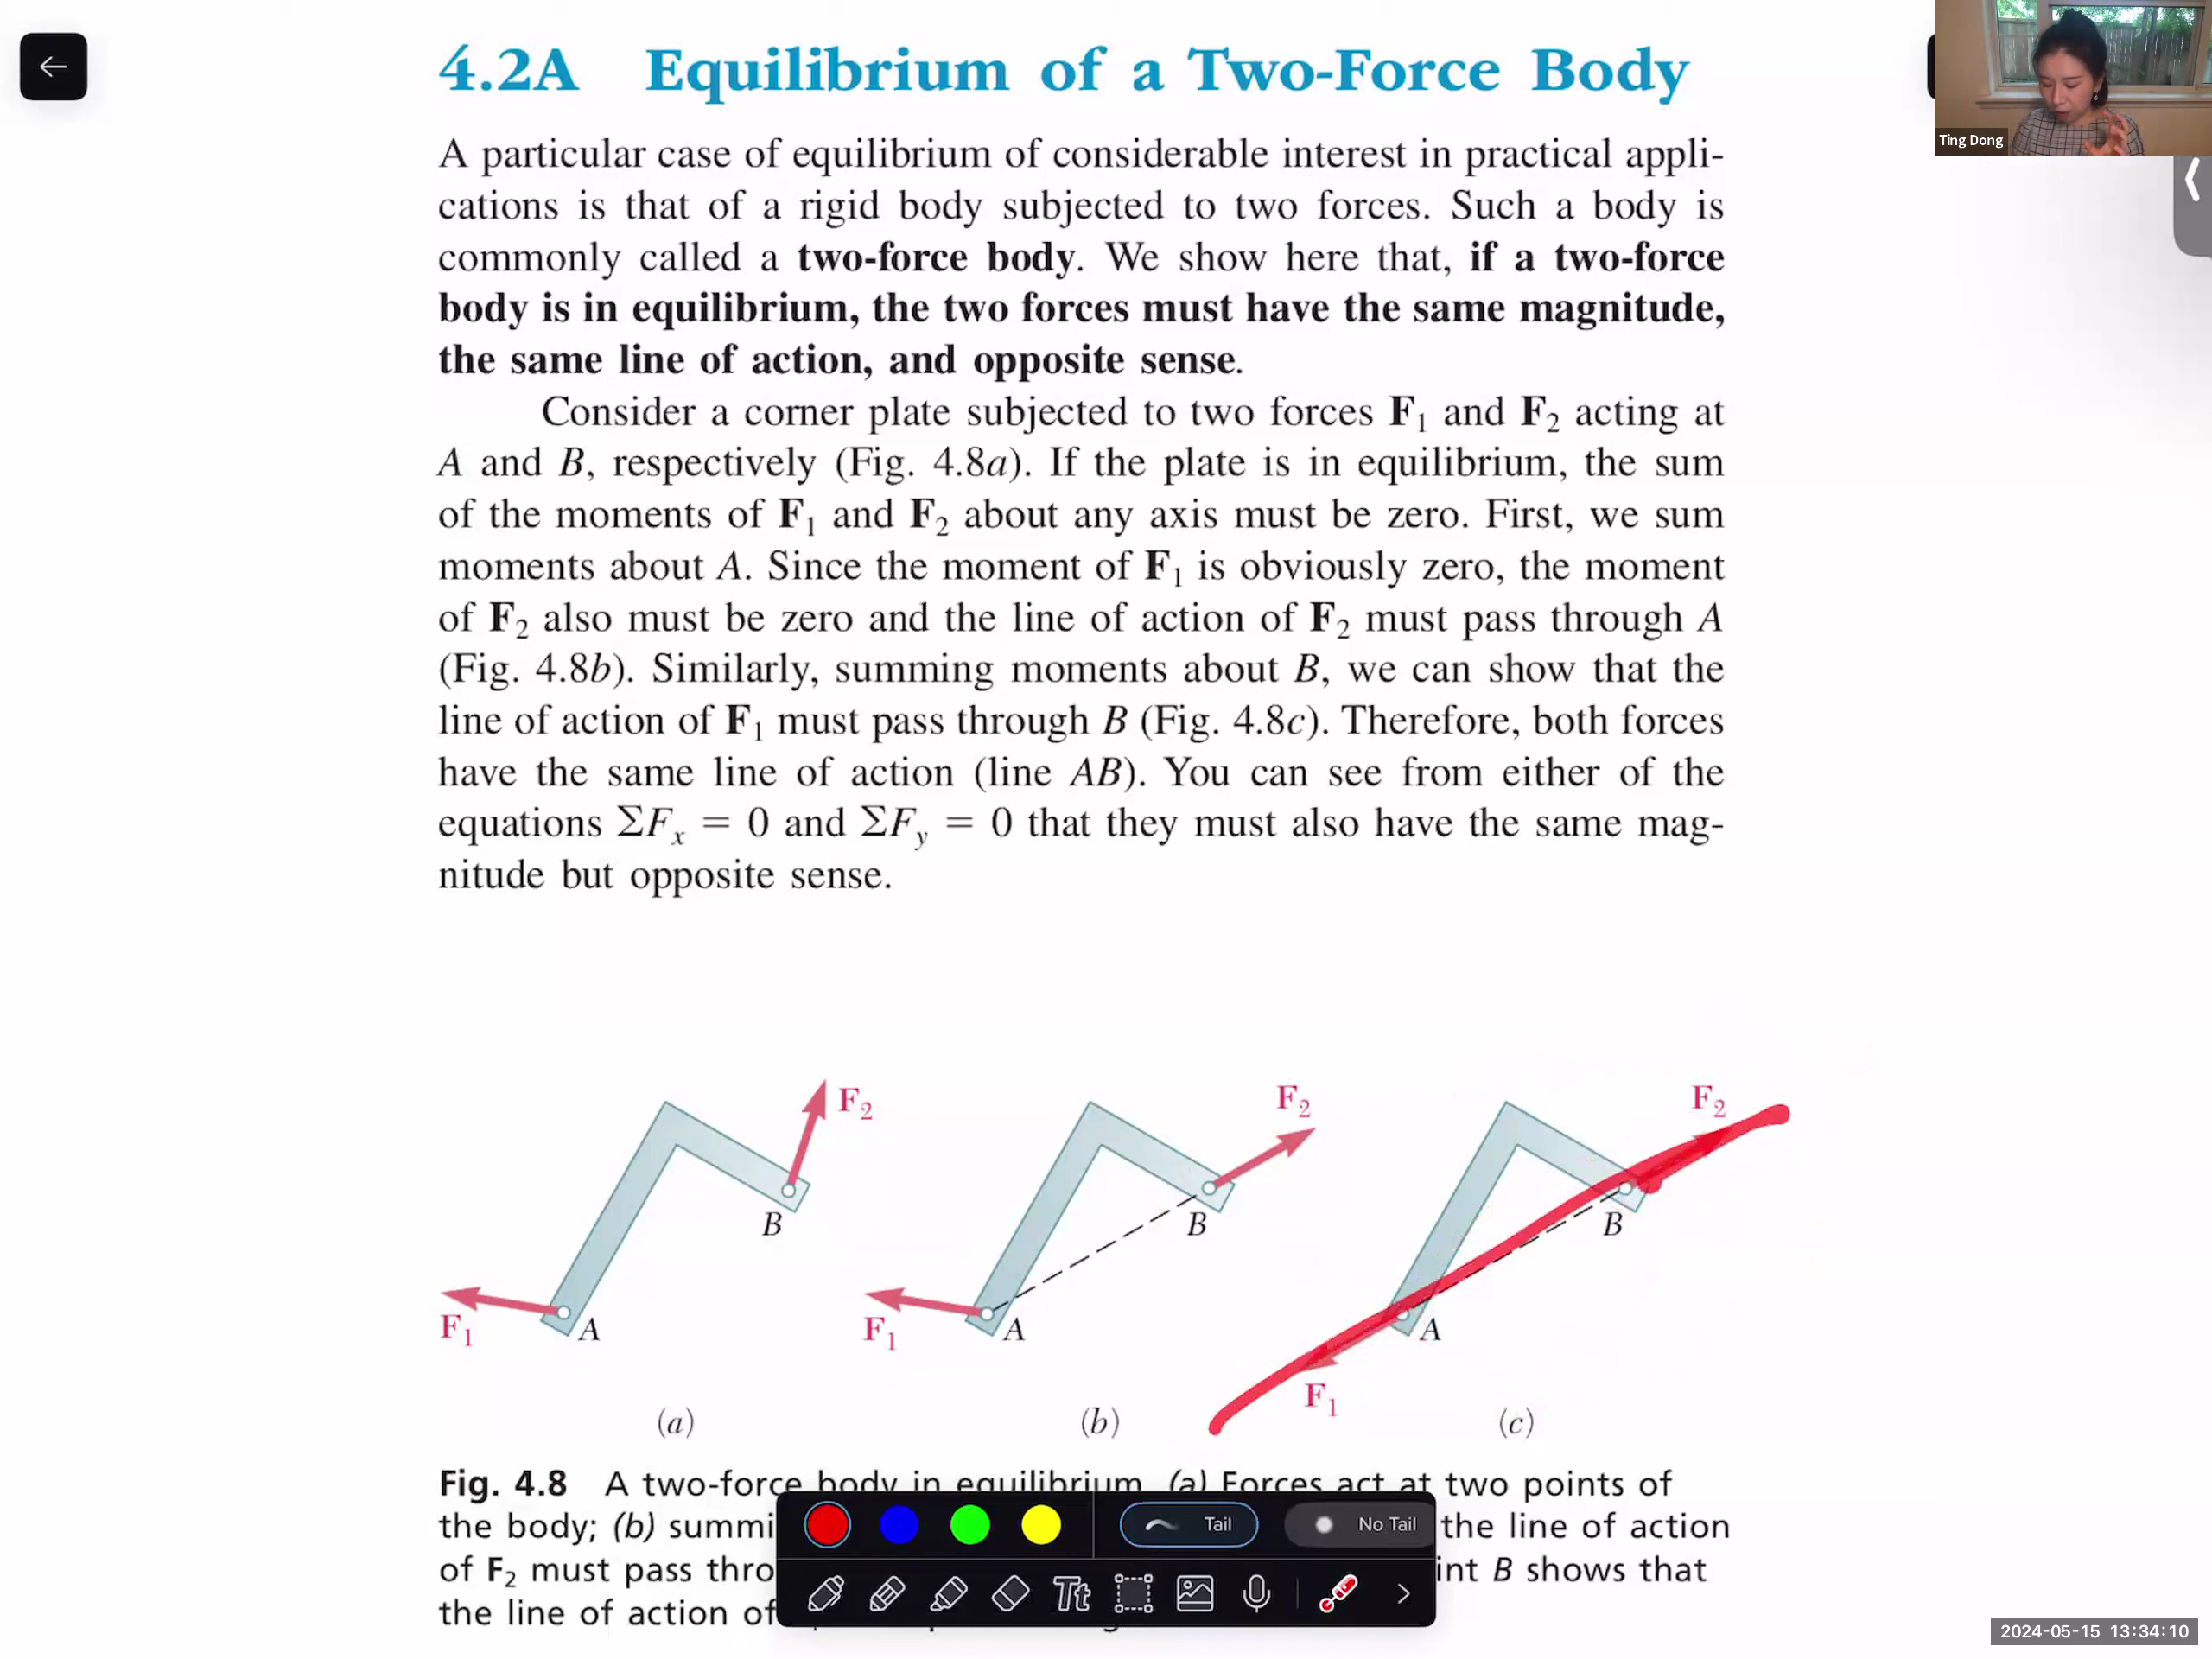 4.2A Equilibrium of a Two-Force Body
Ting Dong
A particular case of equilibrium of considerable interest in practical appli-
cations is that of a rigid body subjected to two forces. Such a body is
commonly called a two-force body. We show here that, if a two-force
body is in equilibrium, the two forces must have the same magnitude,
the same line of action, and opposite sense.
Consider a corner plate subjected to two forces F₁ and F₂ acting at
A and B, respectively (Fig. 4.8a). If the plate is in equilibrium, the sum
of the moments of F₁ and F₂ about any axis must be zero. First, we sum
moments about A. Since the moment of F₁ is obviously zero, the moment
of F₂ also must be zero and the line of action of F₂ must pass through A
(Fig. 4.8b). Similarly, summing moments about B, we can show that the
line of action of F₁ must pass through B (Fig. 4.8c). Therefore, both forces
have the same line of action (line AB). You can see from either of the
equations ΣFₓ = 0 and ΣF_y = 0 that they must also have the same mag-
nitude but opposite sense.
F₂
B
F₁
A
(a)
F₂
B
F₁
A
(b)
F₂
B
A
F₁
(c)
Fig. 4.8 A two-force body in equilibrium. (a) Forces act at two points of
the body; (b) summi the line of action
of F₂ must pass thro int B shows that
the line of action of
Tail
No Tail
Tt
2024-05-15 13:34:10